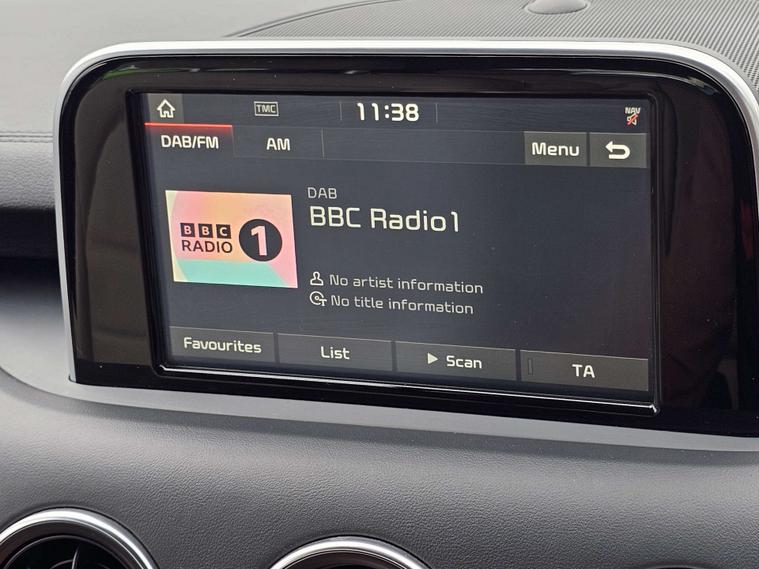 TMC
11:38
NAV
DAB/FM
AM
Menu
DAB
BBC Radio1
BBC
RADIO
1
No artist information
No title information
Favourites
List
Scan
TA